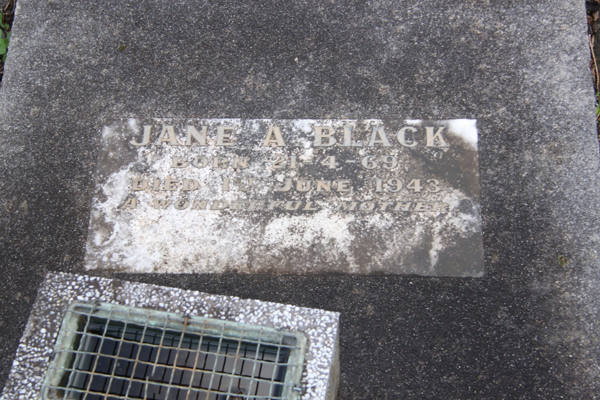 JANE A BLACK
BORN 21 4 69
DIED JUNE 1943
A WONDERFUL MOTHER